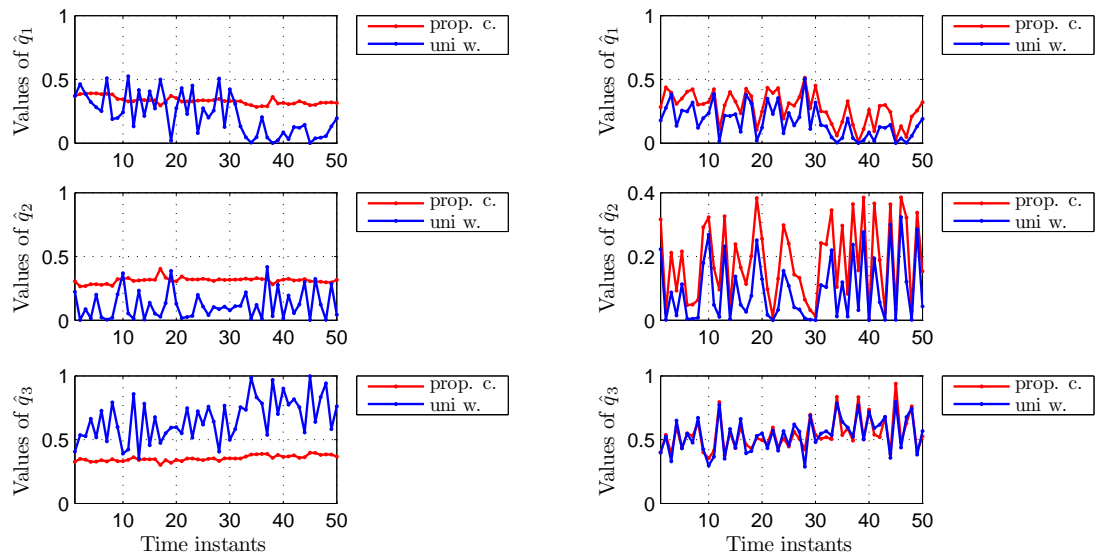 Values of q̂1
1
0.5
0
10 20 30 40 50
prop. c.
uni w.
Values of q̂2
1
0.5
0
10 20 30 40 50
prop. c.
uni w.
Values of q̂3
1
0.5
0
10 20 30 40 50
Time instants
prop. c.
uni w.
Values of q̂1
1
0.5
0
10 20 30 40 50
prop. c.
uni w.
Values of q̂2
0.4
0.2
0
10 20 30 40 50
prop. c.
uni w.
Values of q̂3
1
0.5
0
10 20 30 40 50
Time instants
prop. c.
uni w.